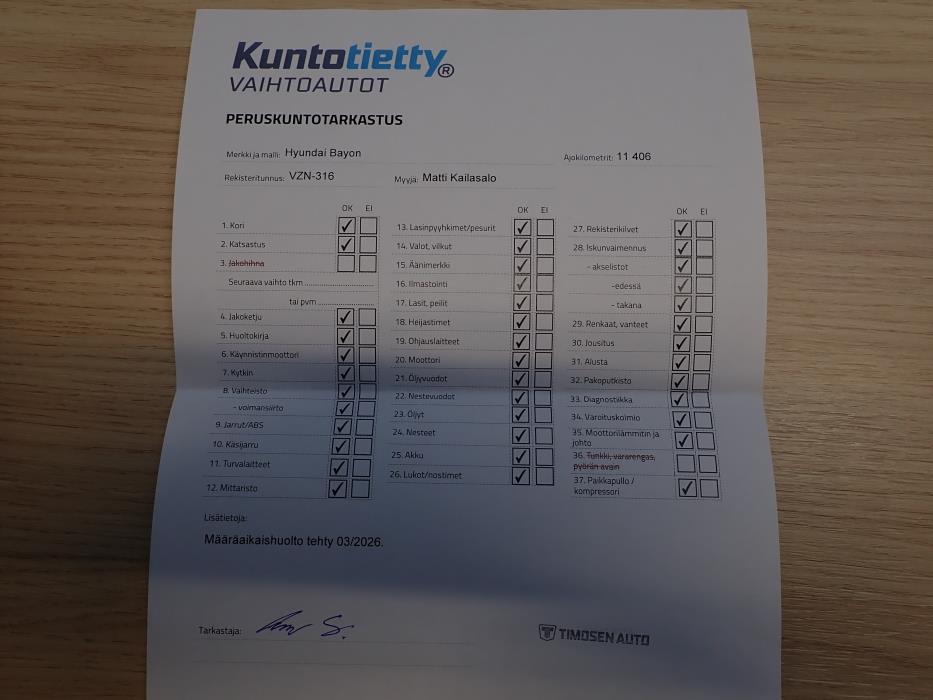 Kuntotietty®
VAIHTOAUTOT
PERUSKUNTOTARKASTUS
Merkki ja malli: Hyundai Bayon
Ajokilometrit: 11 406
Rekisteritunnus: VZN-316
Myyjä: Matti Kailasalo
OK EI
1. Kori
2. Katsastus
3. Jakohihna
Seuraava vaihto tkm
tai pvm
4. Jakoketju
5. Huoltokirja
6. Käynnistinmoottori
7. Kytkin
8. Vaihteisto
- voimansiirto
9. Jarrut/ABS
10. Käsijarru
11. Turvalaitteet
12. Mittaristo
OK EI
13. Lasinpyyhkimet/pesurit
14. Valot, vilkut
15. Äänimerkki
16. Ilmastointi
17. Lasit, peilit
18. Heijastimet
19. Ohjauslaitteet
20. Moottori
21. Öljyvuodot
22. Nestevuodot
23. Öljyt
24. Nesteet
25. Akku
26. Lukot/nostimet
OK EI
27. Rekisterikilvet
28. Iskunvaimennus
- akselistot
-edessä
- takana
29. Renkaat, vanteet
30. Jousitus
31. Alusta
32. Pakoputkisto
33. Diagnostiikka
34. Varoituskolmio
35. Moottorilämmitin ja
johto
36. Tunkki, vararengas,
pyörän avain
37. Paikkapullo /
kompressori
Lisätietoja:
Määräaikaishuolto tehty 03/2026.
Tarkastaja:
TIMOSEN AUTO